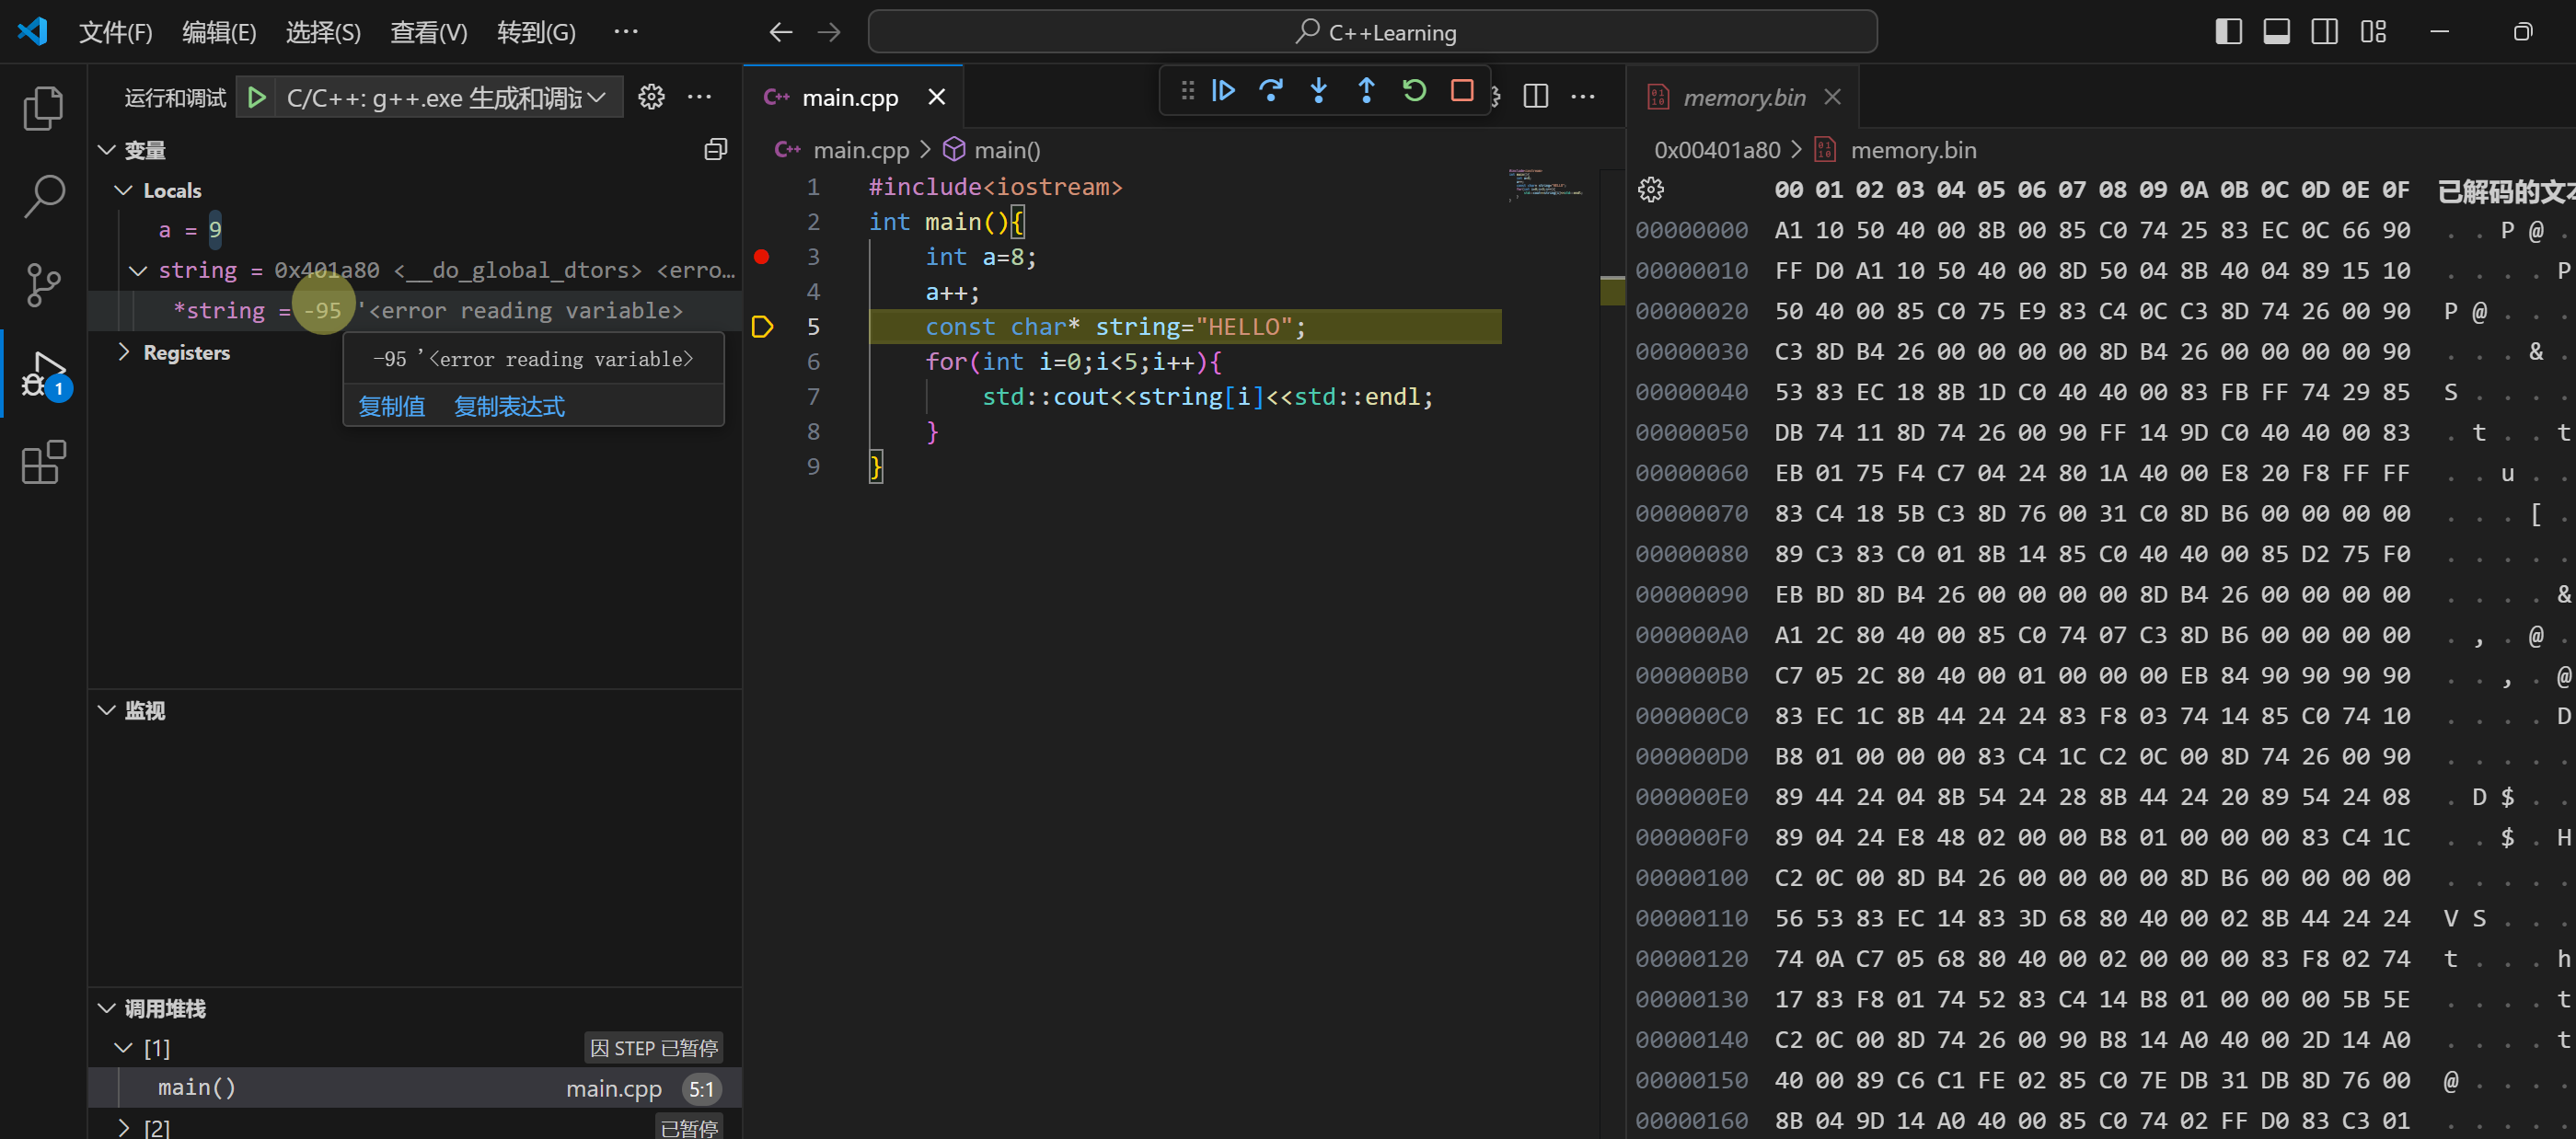 文件(F) 编辑(E) 选择(S) 查看(V) 转到(G) ··· C++Learning
运行和调试 C/C++: g++.exe 生成和调试 ···
变量
Locals
a = 9
string = 0x401a80 <__do_global_dtors> <erro…
*string = -95 '<error reading variable>
-95 '<error reading variable>
复制值 复制表达式
Registers
监视
调用堆栈
[1] 因 STEP 已暂停
main() main.cpp 5:1
[2] 已暂停
1
main.cpp
main.cpp > main()
1 #include<iostream>
2 int main(){
3 int a=8;
4 a++;
5 const char* string="HELLO";
6 for(int i=0;i<5;i++){
7 std::cout<<string[i]<<std::endl;
8 }
9 }
memory.bin
0x00401a80 > memory.bin
00 01 02 03 04 05 06 07 08 09 0A 0B 0C 0D 0E 0F 已解码的文本
00000000 A1 10 50 40 00 8B 00 85 C0 74 25 83 EC 0C 66 90 . . P @ .
00000010 FF D0 A1 10 50 40 00 8D 50 04 8B 40 04 89 15 10 . . . . P
00000020 50 40 00 85 C0 75 E9 83 C4 0C C3 8D 74 26 00 90 P @ . . .
00000030 C3 8D B4 26 00 00 00 00 8D B4 26 00 00 00 00 90 . . . & .
00000040 53 83 EC 18 8B 1D C0 40 40 00 83 FB FF 74 29 85 S . . . .
00000050 DB 74 11 8D 74 26 00 90 FF 14 9D C0 40 40 00 83 . t . . t
00000060 EB 01 75 F4 C7 04 24 80 1A 40 00 E8 20 F8 FF FF . . u . .
00000070 83 C4 18 5B C3 8D 76 00 31 C0 8D B6 00 00 00 00 . . . [ .
00000080 89 C3 83 C0 01 8B 14 85 C0 40 40 00 85 D2 75 F0 . . . . .
00000090 EB BD 8D B4 26 00 00 00 00 8D B4 26 00 00 00 00 . . . . &
000000A0 A1 2C 80 40 00 85 C0 74 07 C3 8D B6 00 00 00 00 . , . @ .
000000B0 C7 05 2C 80 40 00 01 00 00 00 EB 84 90 90 90 90 . . , . @
000000C0 83 EC 1C 8B 44 24 24 83 F8 03 74 14 85 C0 74 10 . . . . D
000000D0 B8 01 00 00 00 83 C4 1C C2 0C 00 8D 74 26 00 90 . . . . .
000000E0 89 44 24 04 8B 54 24 28 8B 44 24 20 89 54 24 08 . D $ . .
000000F0 89 04 24 E8 48 02 00 00 B8 01 00 00 00 83 C4 1C . . $ . H
00000100 C2 0C 00 8D B4 26 00 00 00 00 8D B6 00 00 00 00 . . . . .
00000110 56 53 83 EC 14 83 3D 68 80 40 00 02 8B 44 24 24 V S . . .
00000120 74 0A C7 05 68 80 40 00 02 00 00 00 83 F8 02 74 t . . . h
00000130 17 83 F8 01 74 52 83 C4 14 B8 01 00 00 00 5B 5E . . . . t
00000140 C2 0C 00 8D 74 26 00 90 B8 14 A0 40 00 2D 14 A0 . . . . t
00000150 40 00 89 C6 C1 FE 02 85 C0 7E DB 31 DB 8D 76 00 @ . . . .
00000160 8B 04 9D 14 A0 40 00 85 C0 74 02 FF D0 83 C3 01 . . . . .